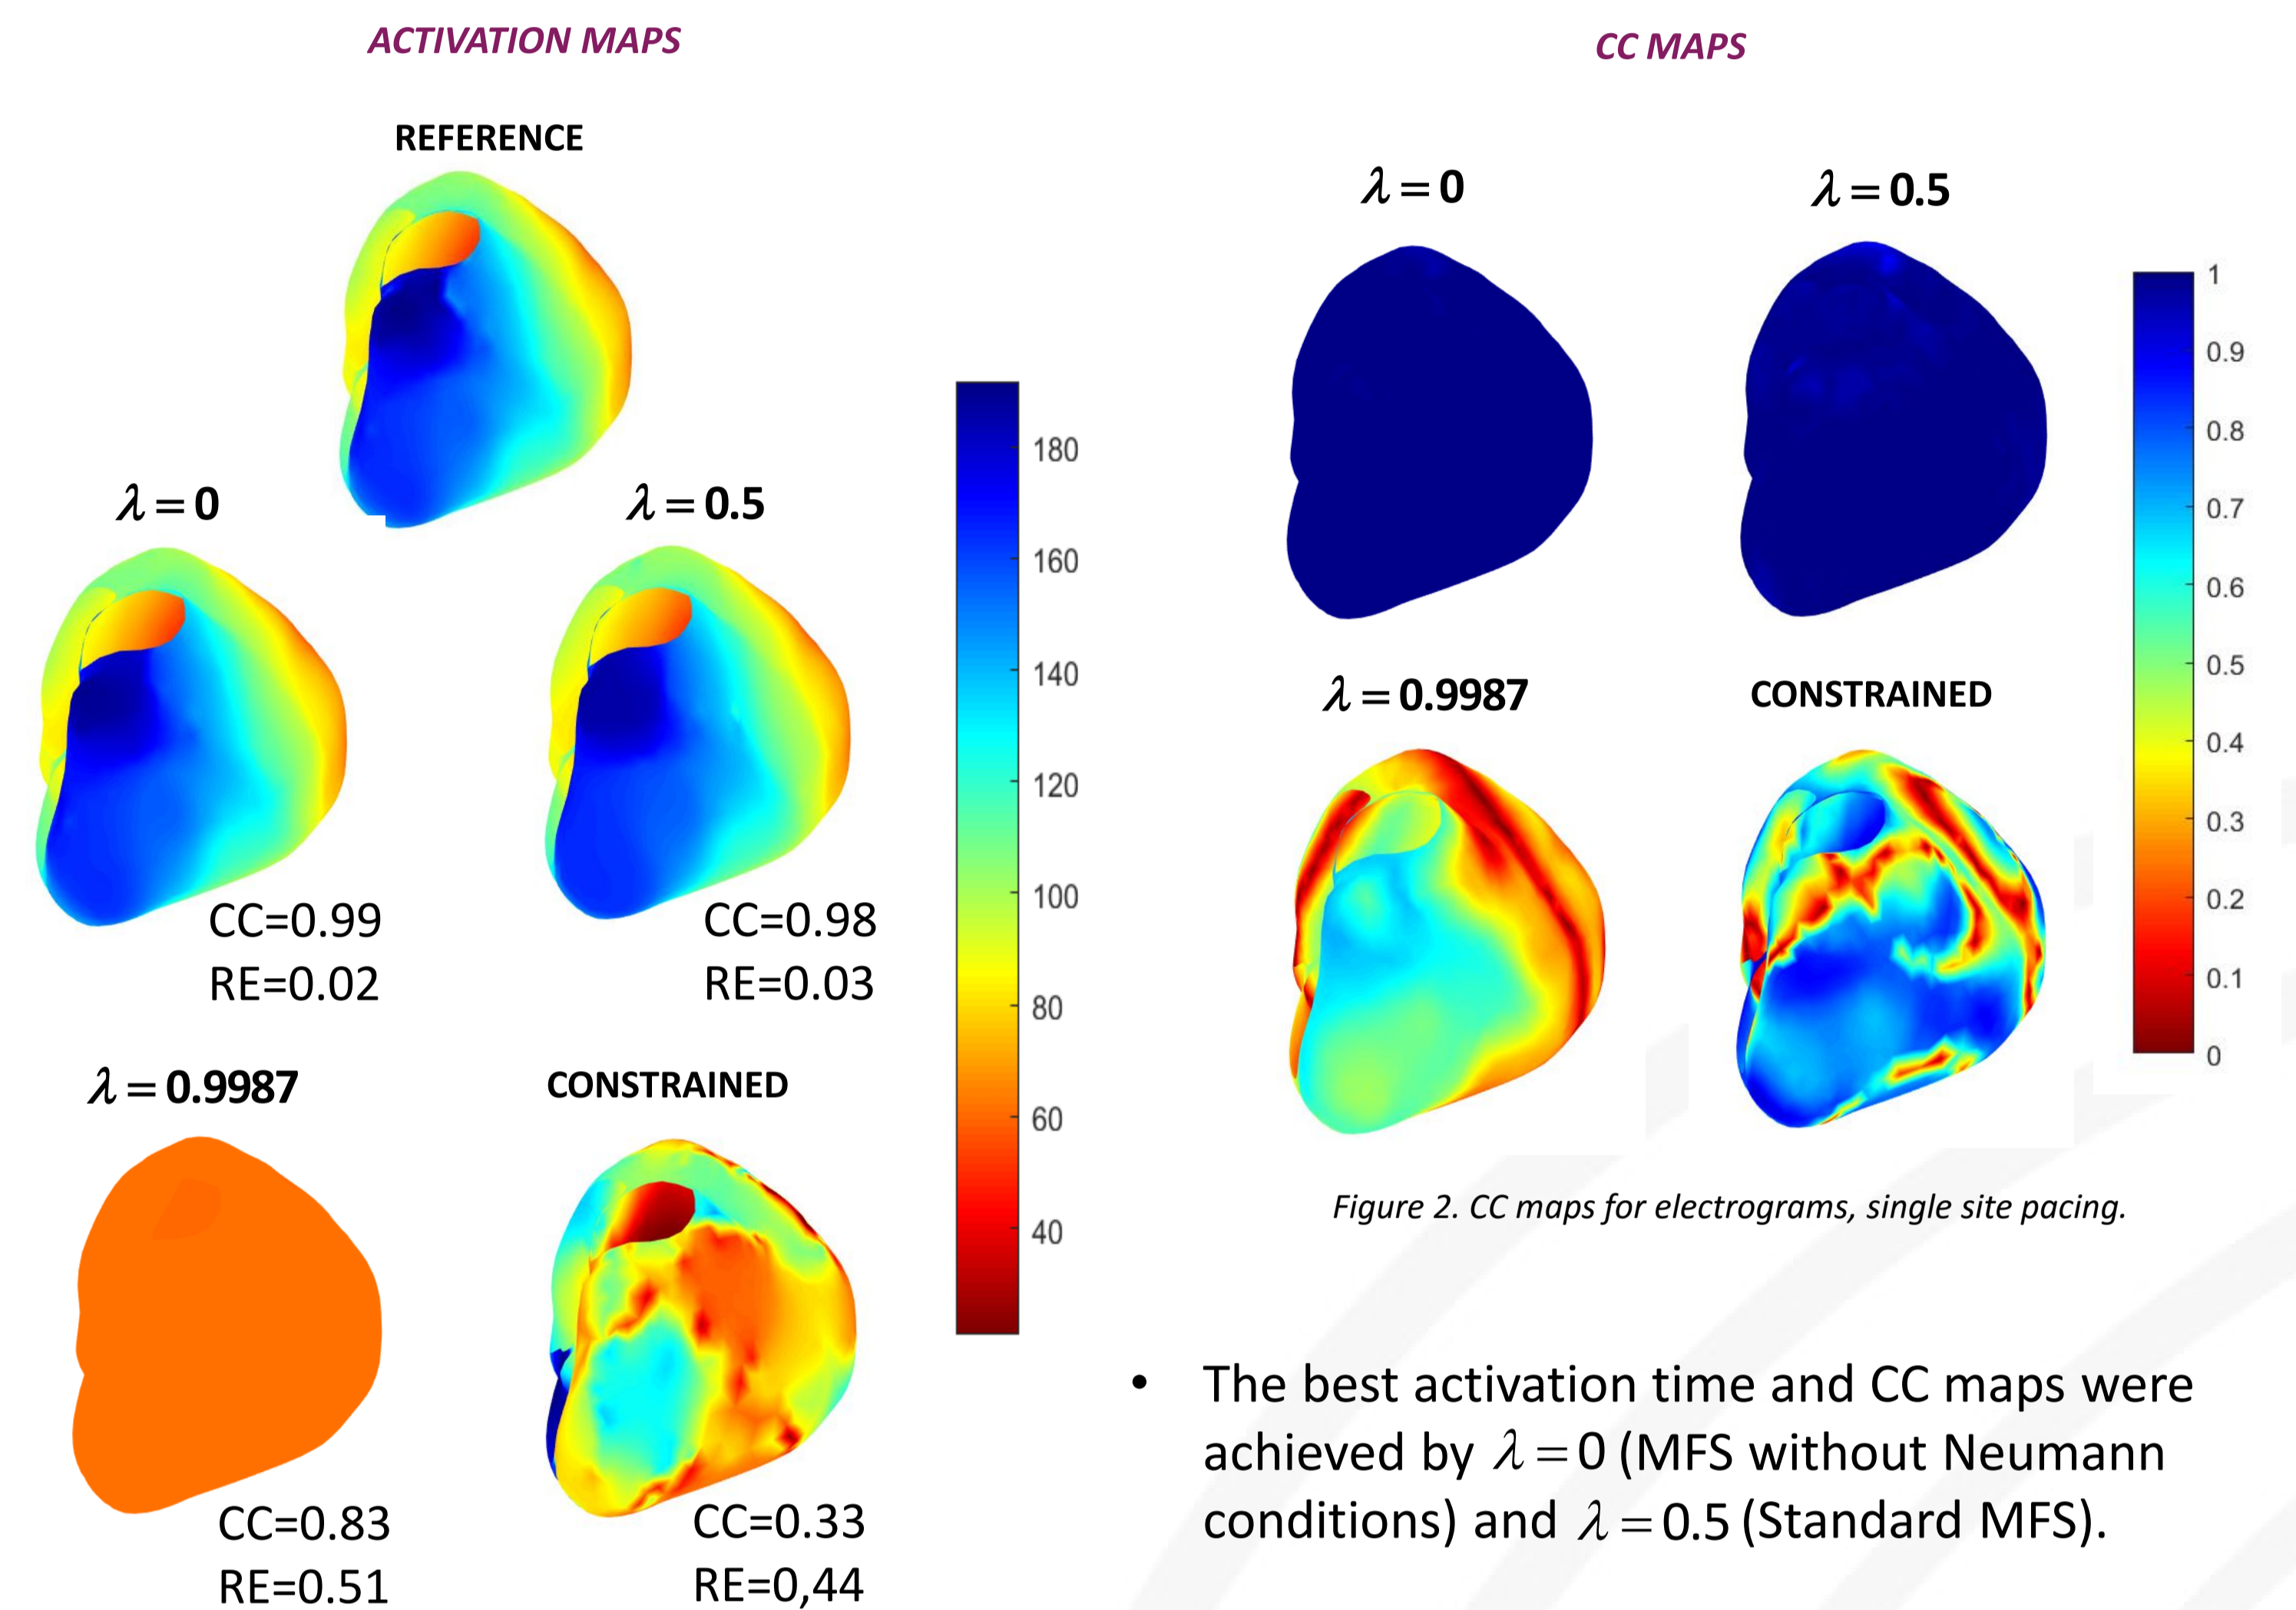 ACTIVATION MAPS
REFERENCE
λ = 0
λ = 0.5
CC=0.99
RE=0.02
CC=0.98
RE=0.03
λ = 0.9987
CONSTRAINED
CC=0.83
RE=0.51
CC=0.33
RE=0,44
180
160
140
120
100
80
60
40
CC MAPS
λ = 0
λ = 0.5
λ = 0.9987
CONSTRAINED
1
0.9
0.8
0.7
0.6
0.5
0.4
0.3
0.2
0.1
0
Figure 2. CC maps for electrograms, single site pacing.
• The best activation time and CC maps were
achieved by λ = 0 (MFS without Neumann
conditions) and λ = 0.5 (Standard MFS).